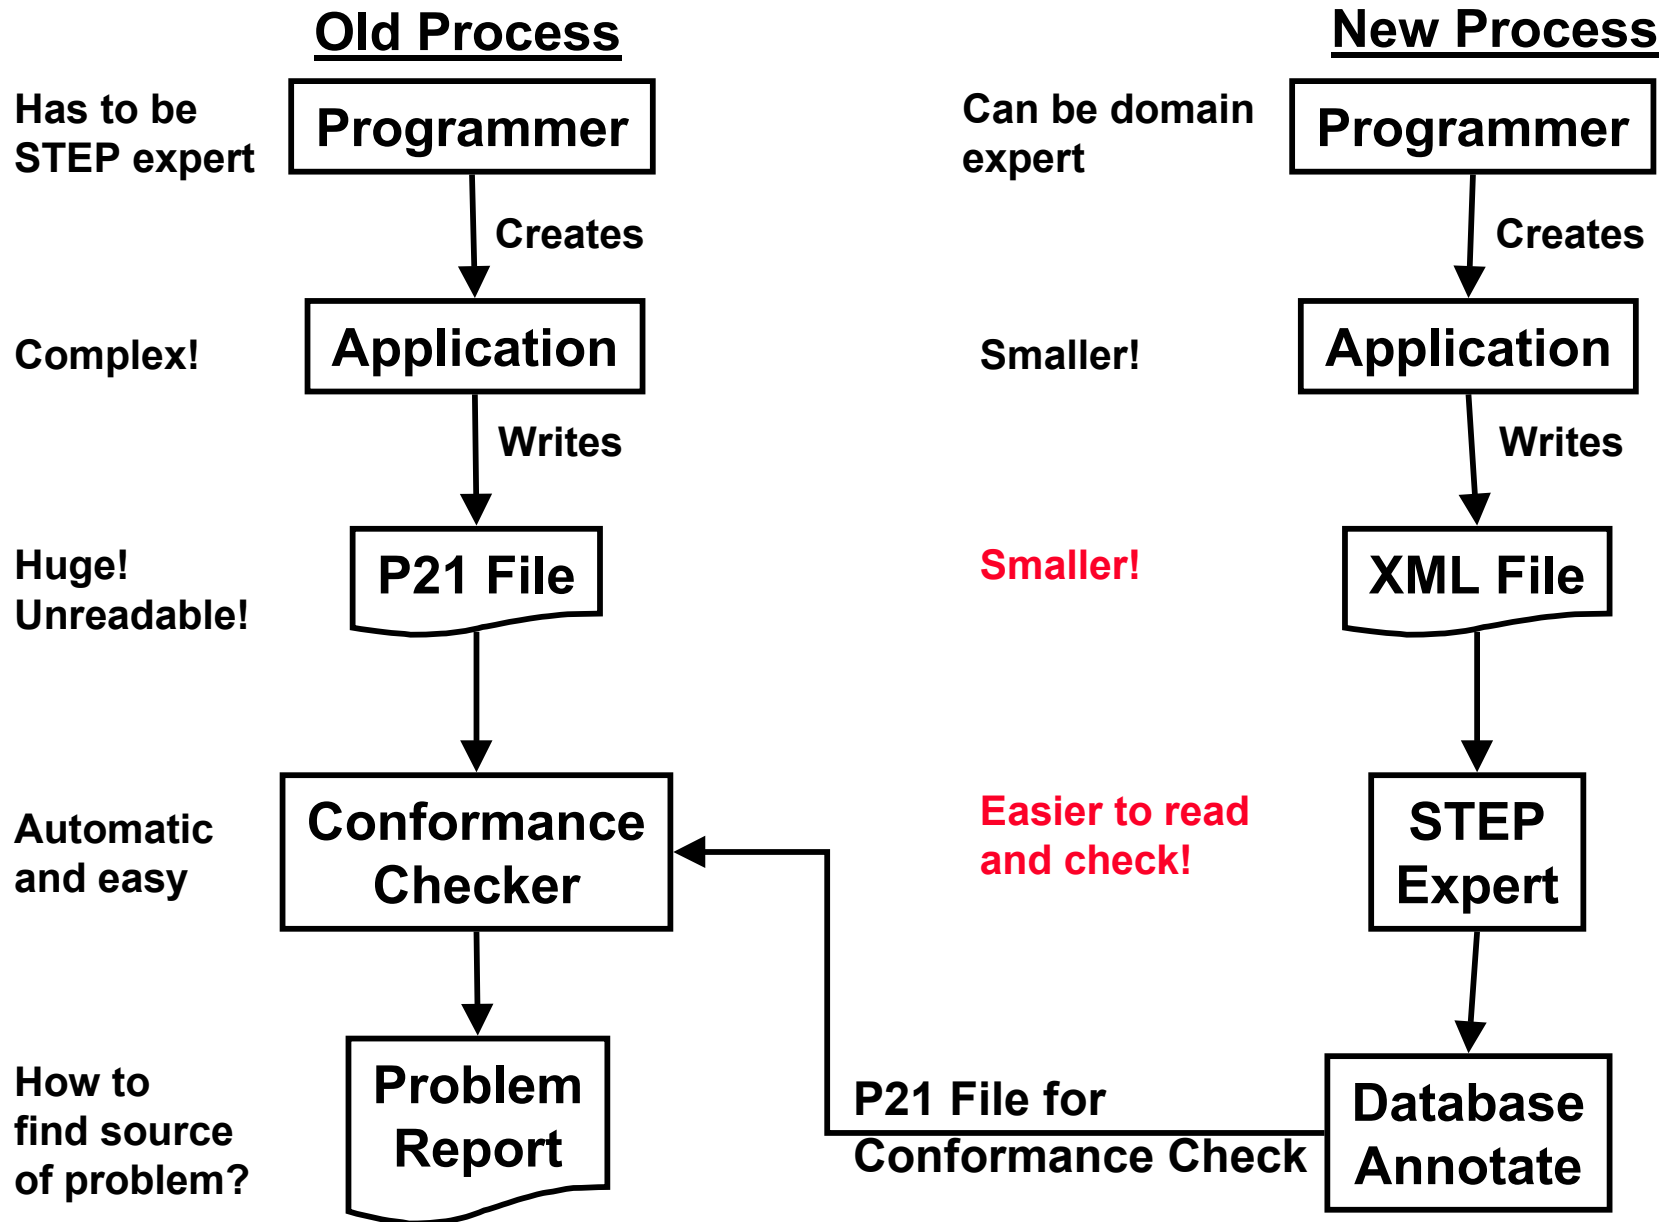 Old Process
Has to be
STEP expert
Programmer
Creates
Complex!
Application
Writes
Huge!
Unreadable!
P21 File
Automatic
and easy
Conformance
Checker
How to
find source
of problem?
Problem
Report
New Process
Can be domain
expert
Programmer
Creates
Smaller!
Application
Writes
Smaller!
XML File
Easier to read
and check!
STEP
Expert
P21 File for
Conformance Check
Database
Annotate